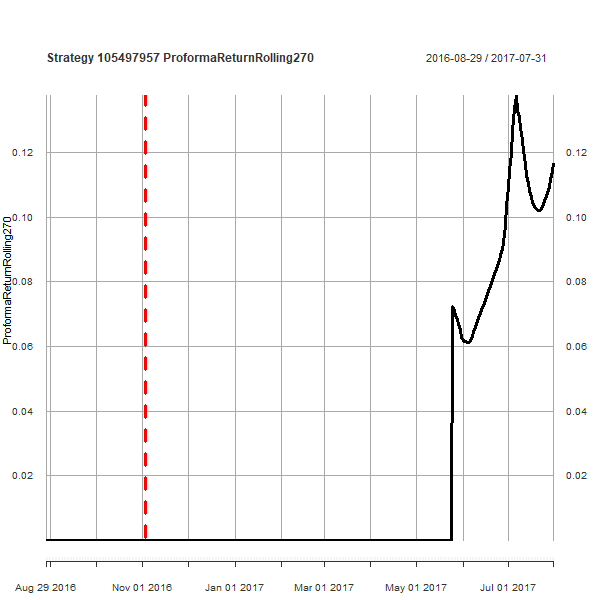 Strategy 105497957 ProformaReturnRolling270
2016-08-29 / 2017-07-31
ProformaReturnRolling270
0.12
0.10
0.08
0.06
0.04
0.02
0.12
0.10
0.08
0.06
0.04
0.02
Aug 29 2016
Nov 01 2016
Jan 01 2017
Mar 01 2017
May 01 2017
Jul 01 2017